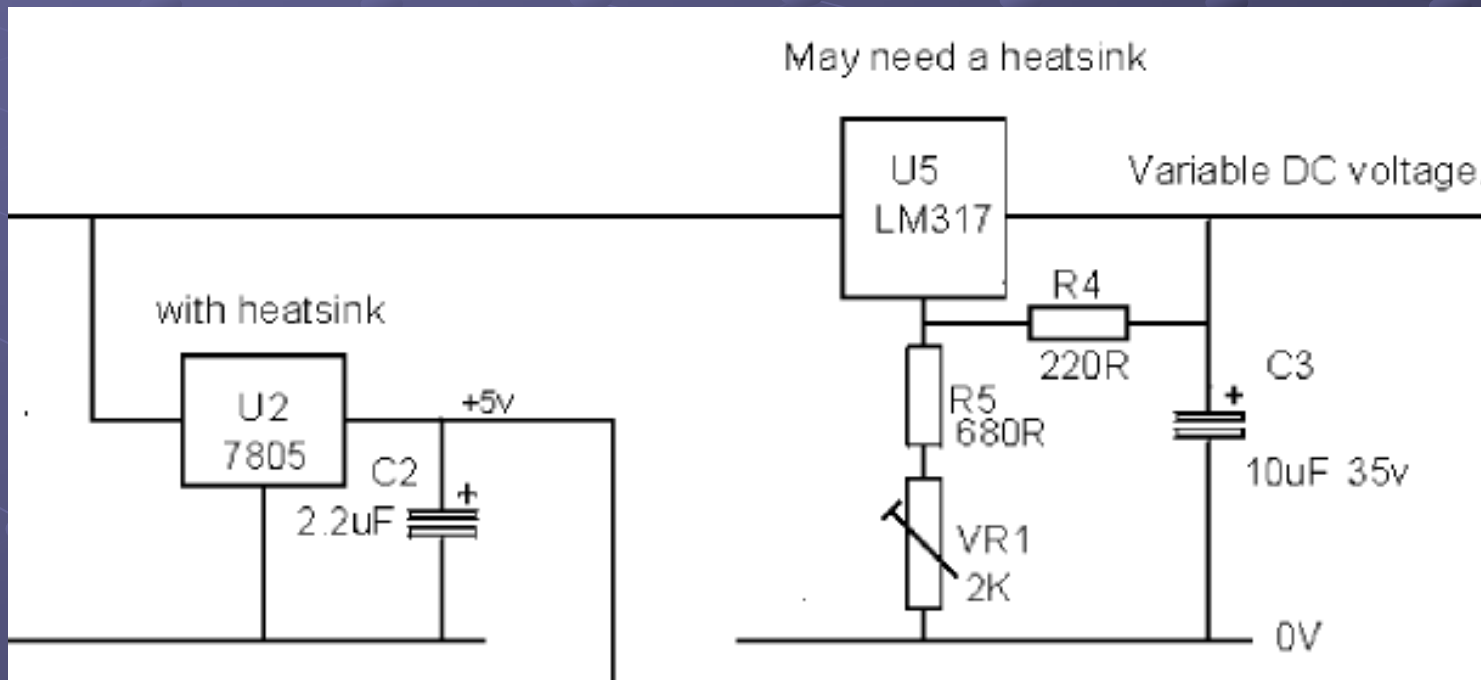 May need a heatsink
U5
LM317
Variable DC voltage
R4
220R
with heatsink
U2
7805
+5v
C2
+
2.2uF
R5
680R
C3
+
10uF 35v
VR1
2K
0V